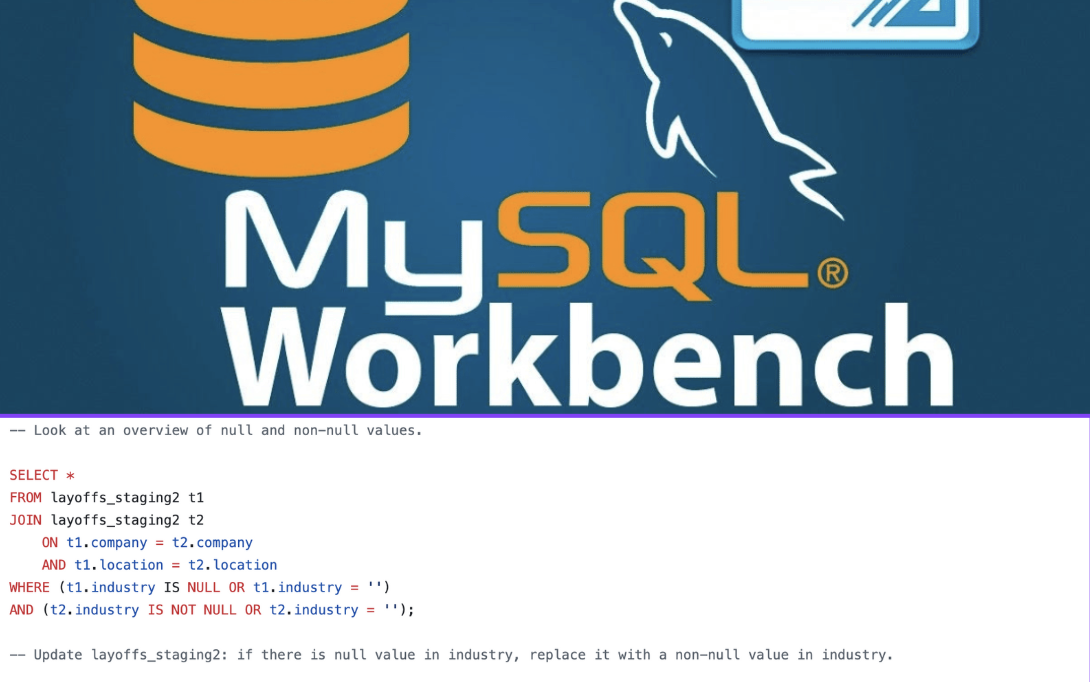 MySQL®
Workbench
-- Look at an overview of null and non-null values.
SELECT *
FROM layoffs_staging2 t1
JOIN layoffs_staging2 t2
    ON t1.company = t2.company
    AND t1.location = t2.location
WHERE (t1.industry IS NULL OR t1.industry = '')
AND (t2.industry IS NOT NULL OR t2.industry = '');
-- Update layoffs_staging2: if there is null value in industry, replace it with a non-null value in industry.